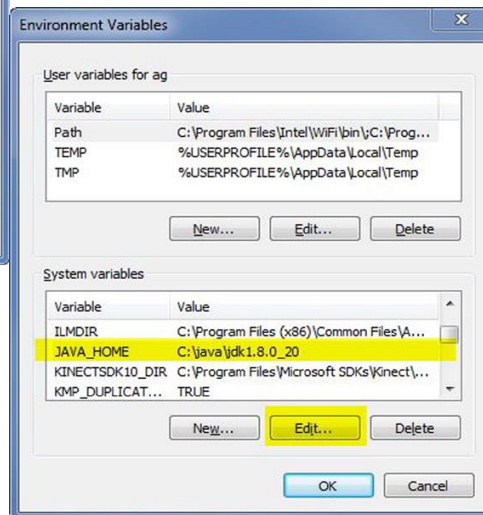 Environment Variables
User variables for ag
Variable Value
Path C:\Program Files\Intel\WiFi\bin\;C:\Prog...
TEMP %USERPROFILE%\AppData\Local\Temp
TMP %USERPROFILE%\AppData\Local\Temp
New... Edit... Delete
System variables
Variable Value
ILMDIR C:\Program Files (x86)\Common Files\A...
JAVA_HOME C:\java\jdk1.8.0_20
KINECTSDK10_DIR C:\Program Files\Microsoft SDKs\Kinect\...
KMP_DUPLICAT... TRUE
New... Edit... Delete
OK Cancel